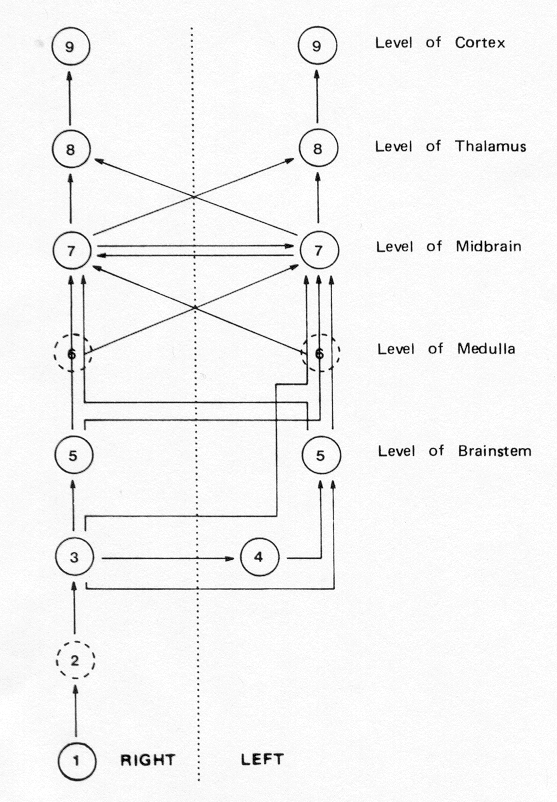 9 9 Level of Cortex
8 8 Level of Thalamus
7 7 Level of Midbrain
6 6 Level of Medulla
5 5 Level of Brainstem
3 4
2
1 RIGHT LEFT